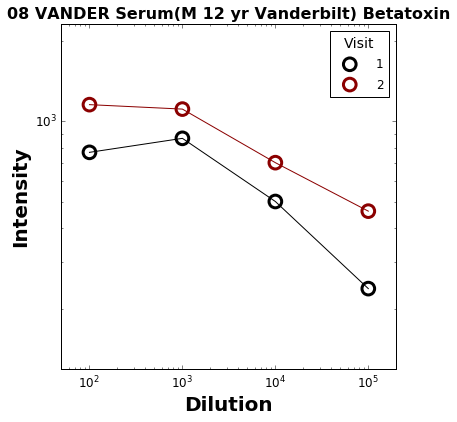 08 VANDER Serum(M 12 yr Vanderbilt) Betatoxin
Visit
1
2
10³
Intensity
10² 10³ 10⁴ 10⁵
Dilution